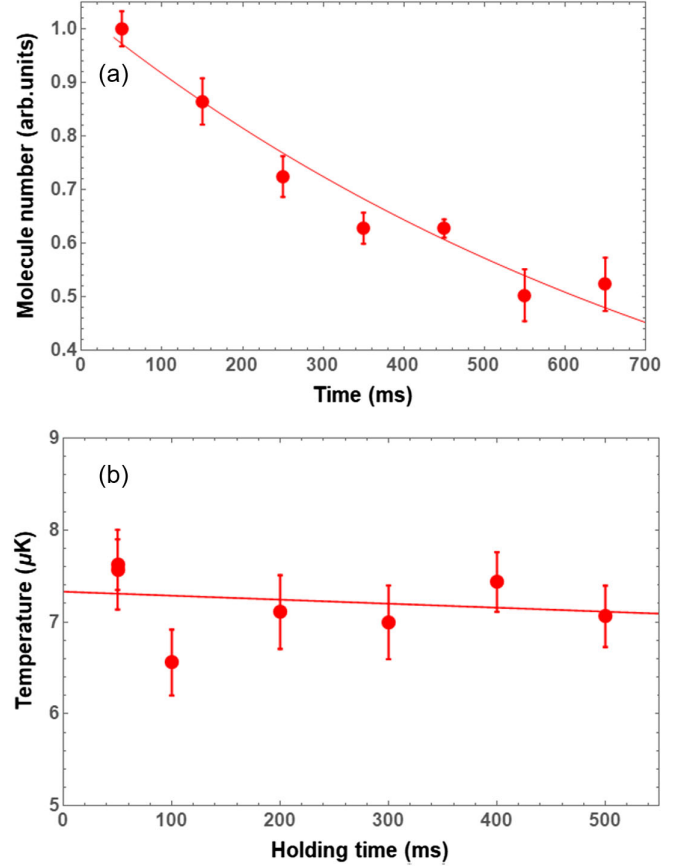 (a)
Molecule number (arb.units)
1.0
0.9
0.8
0.7
0.6
0.5
0.4
0 100 200 300 400 500 600 700
Time (ms)
(b)
Temperature (μK)
9
8
7
6
5
0 100 200 300 400 500
Holding time (ms)